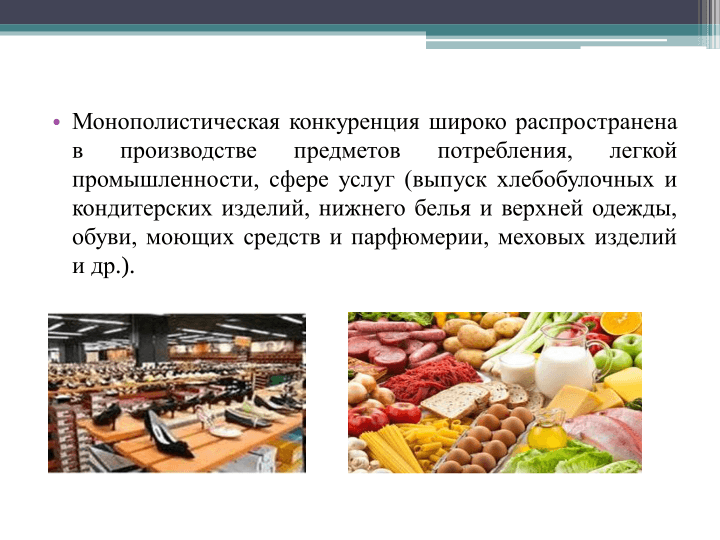 • Монополистическая конкуренция широко распространена
в производстве предметов потребления, легкой
промышленности, сфере услуг (выпуск хлебобулочных и
кондитерских изделий, нижнего белья и верхней одежды,
обуви, моющих средств и парфюмерии, меховых изделий
и др.).